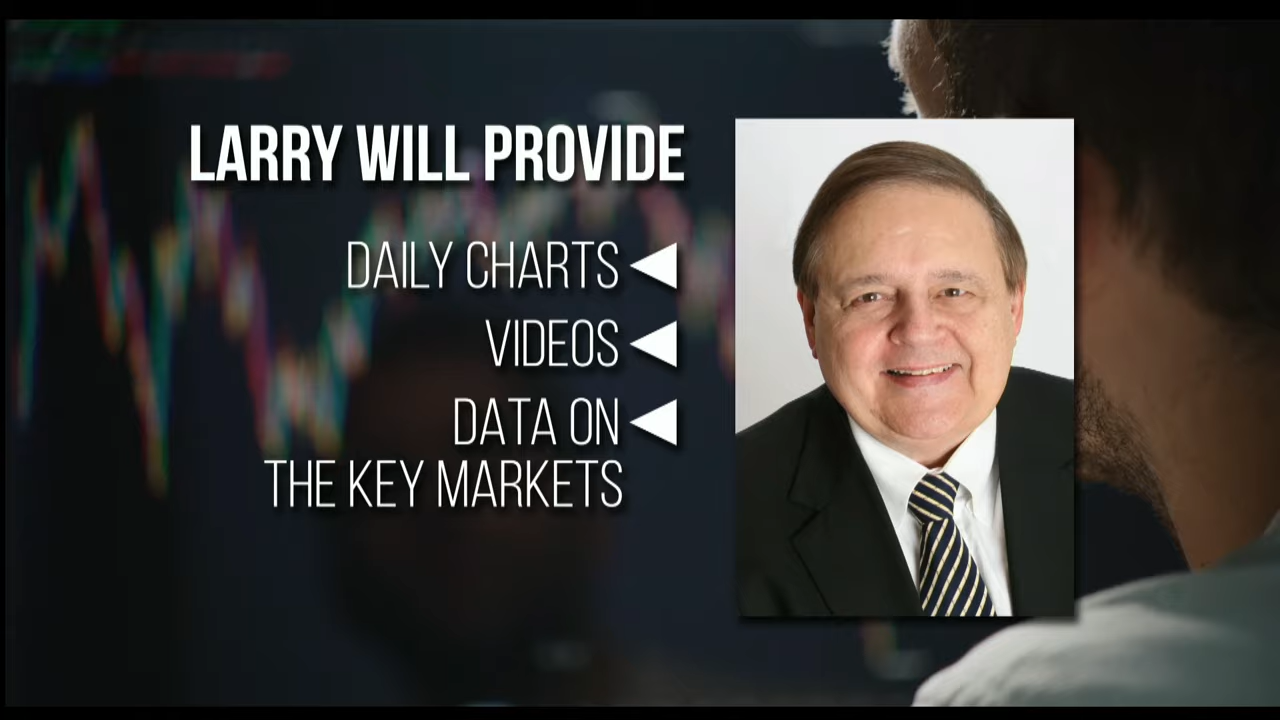 LARRY WILL PROVIDE
DAILY CHARTS
VIDEOS
DATA ON
THE KEY MARKETS